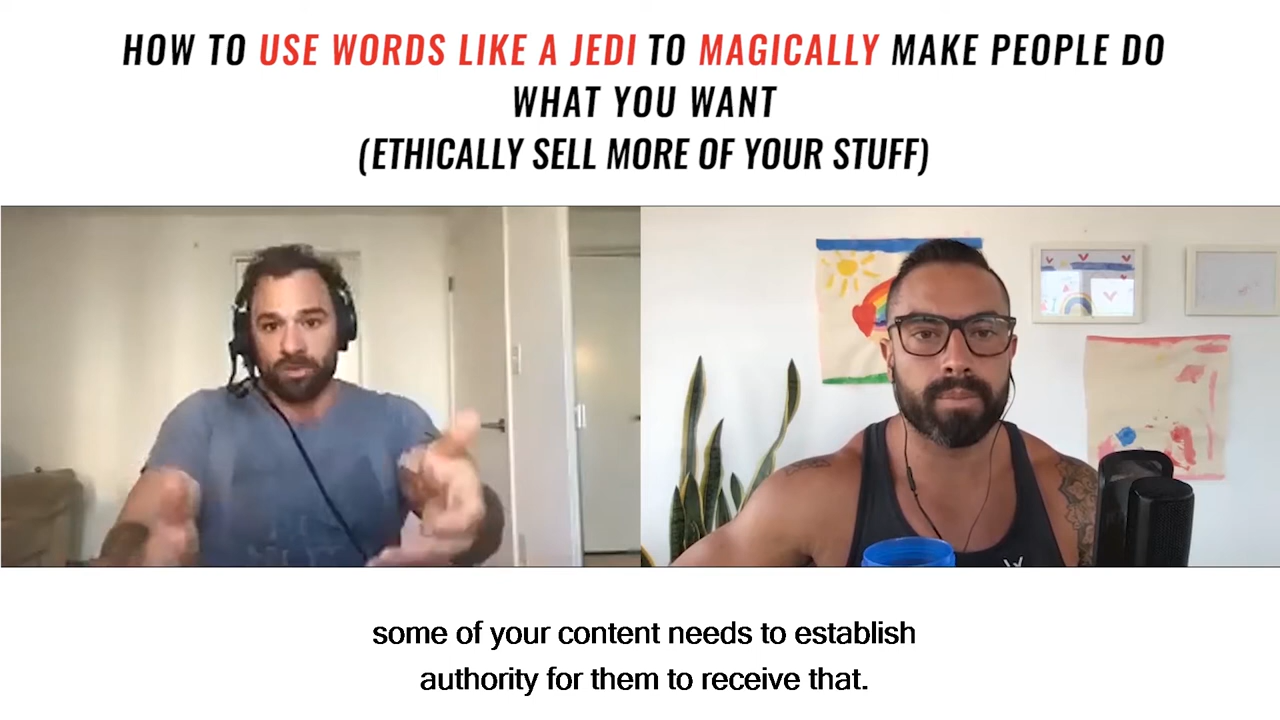 HOW TO USE WORDS LIKE A JEDI TO MAGICALLY MAKE PEOPLE DO
WHAT YOU WANT
(ETHICALLY SELL MORE OF YOUR STUFF)
some of your content needs to establish
authority for them to receive that.